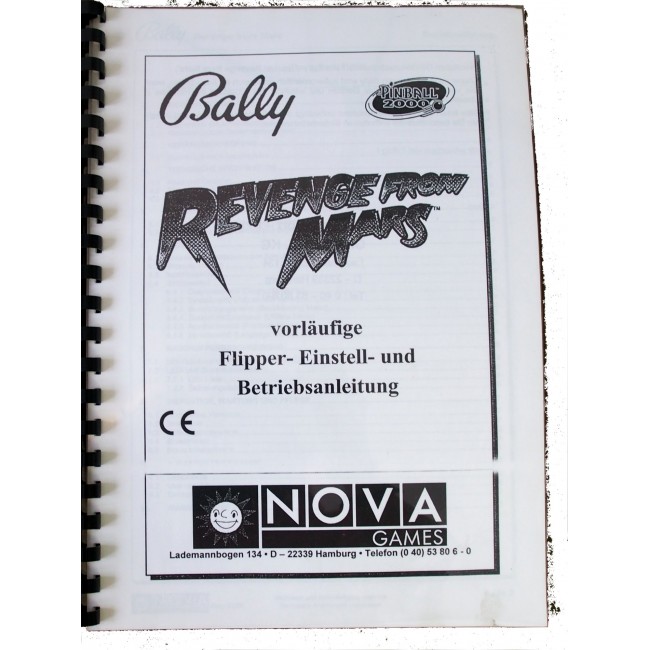 Bally
PINBALL
2000
REVENGE FROM
MARS™
vorläufige
Flipper- Einstell- und
Betriebsanleitung
CE
NOVA
GAMES
Lademannbogen 134 • D – 22339 Hamburg • Telefon (0 40) 53 80 6 - 0